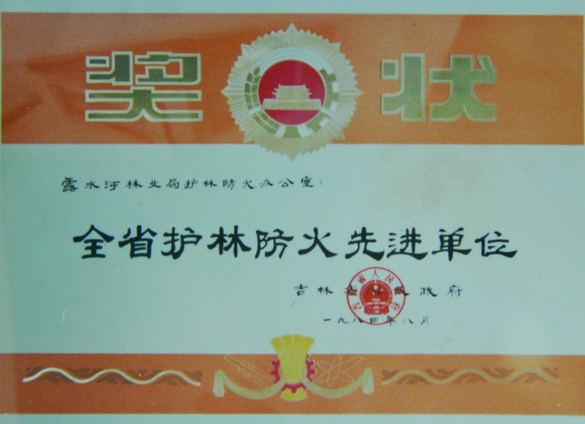 奖状
露水河林业局护林防火办公室:
全省护林防火先进单位
吉林省人民政府
一九八四年八月